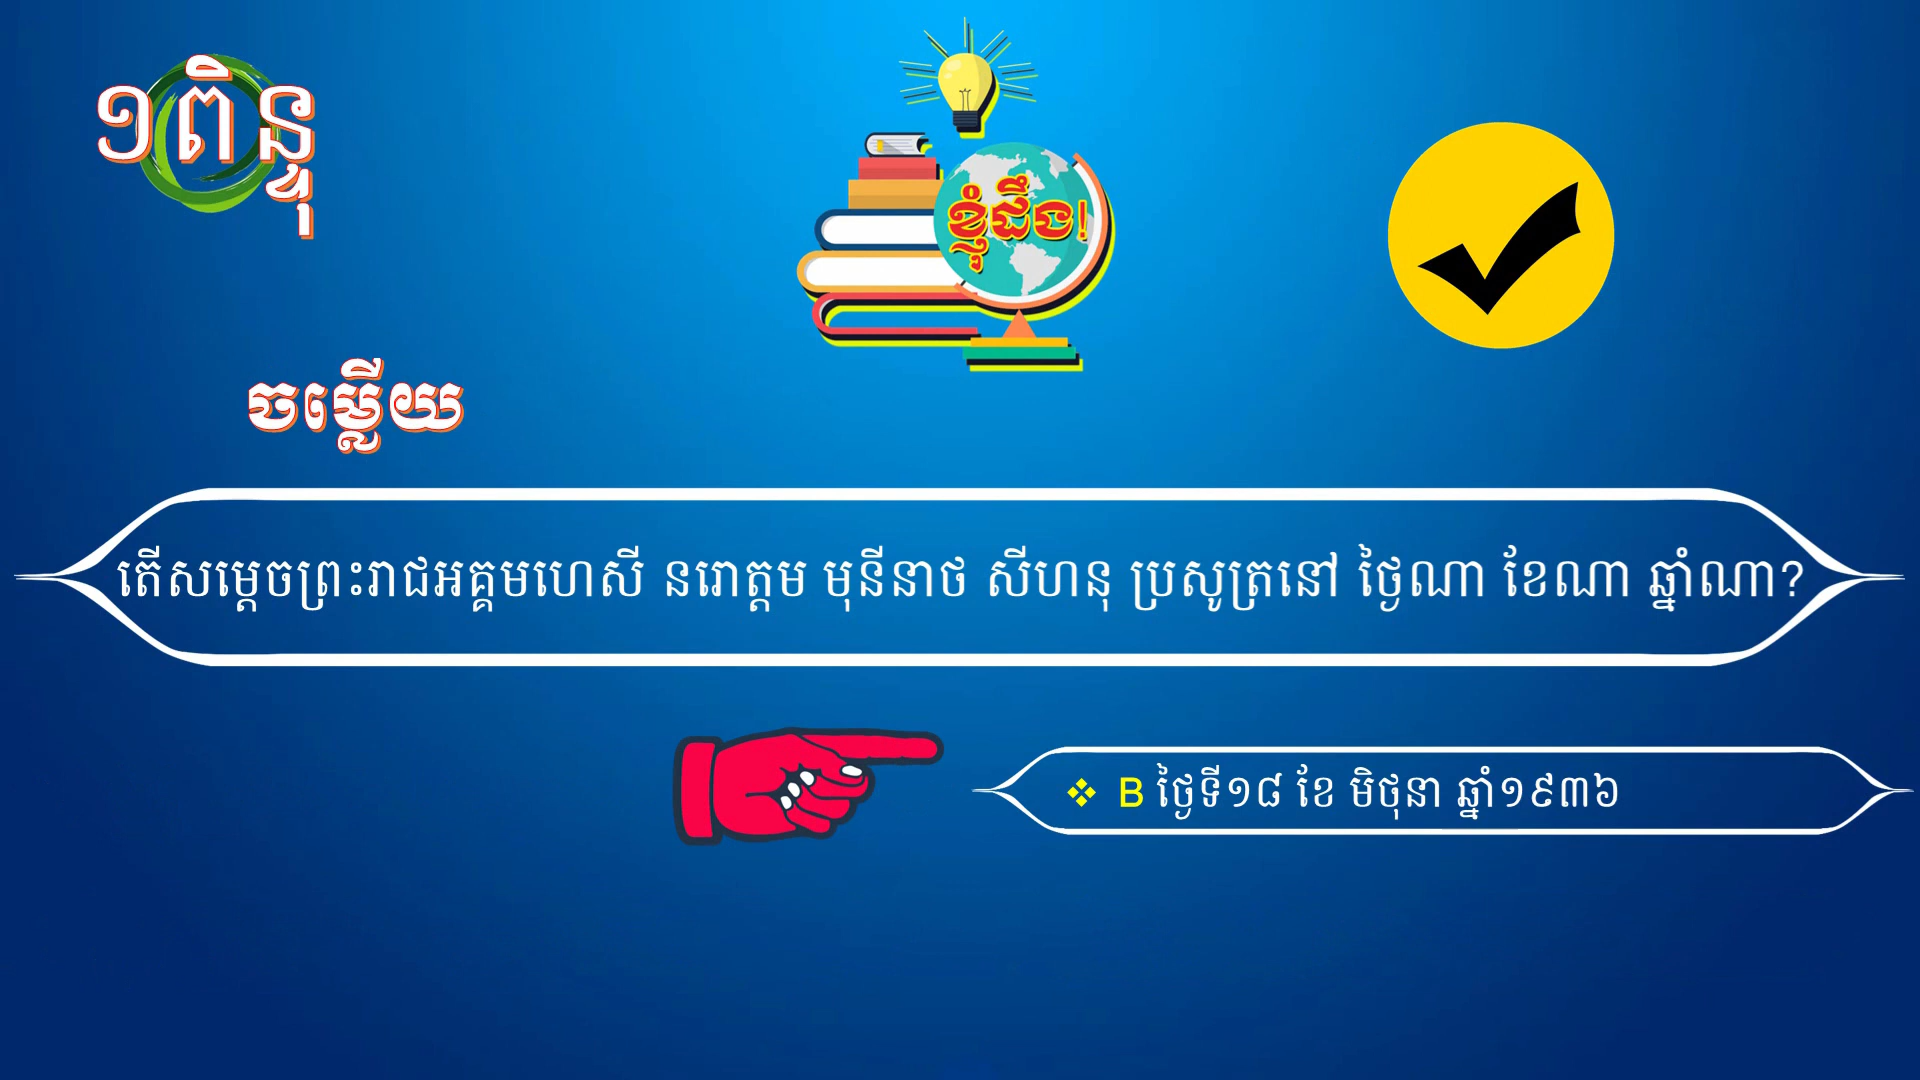 ១ពិន្ទុ
ខ្ញុំដឹង!
ចម្លើយ
តើសម្ដេចព្រះរាជអគ្គមហេសី នរោត្តម មុនីនាថ សីហនុ ប្រសូត្រនៅ ថ្ងៃណា ខែណា ឆ្នាំណា?
❖ B ថ្ងៃទី១៨ ខែ មិថុនា ឆ្នាំ១៩៣៦